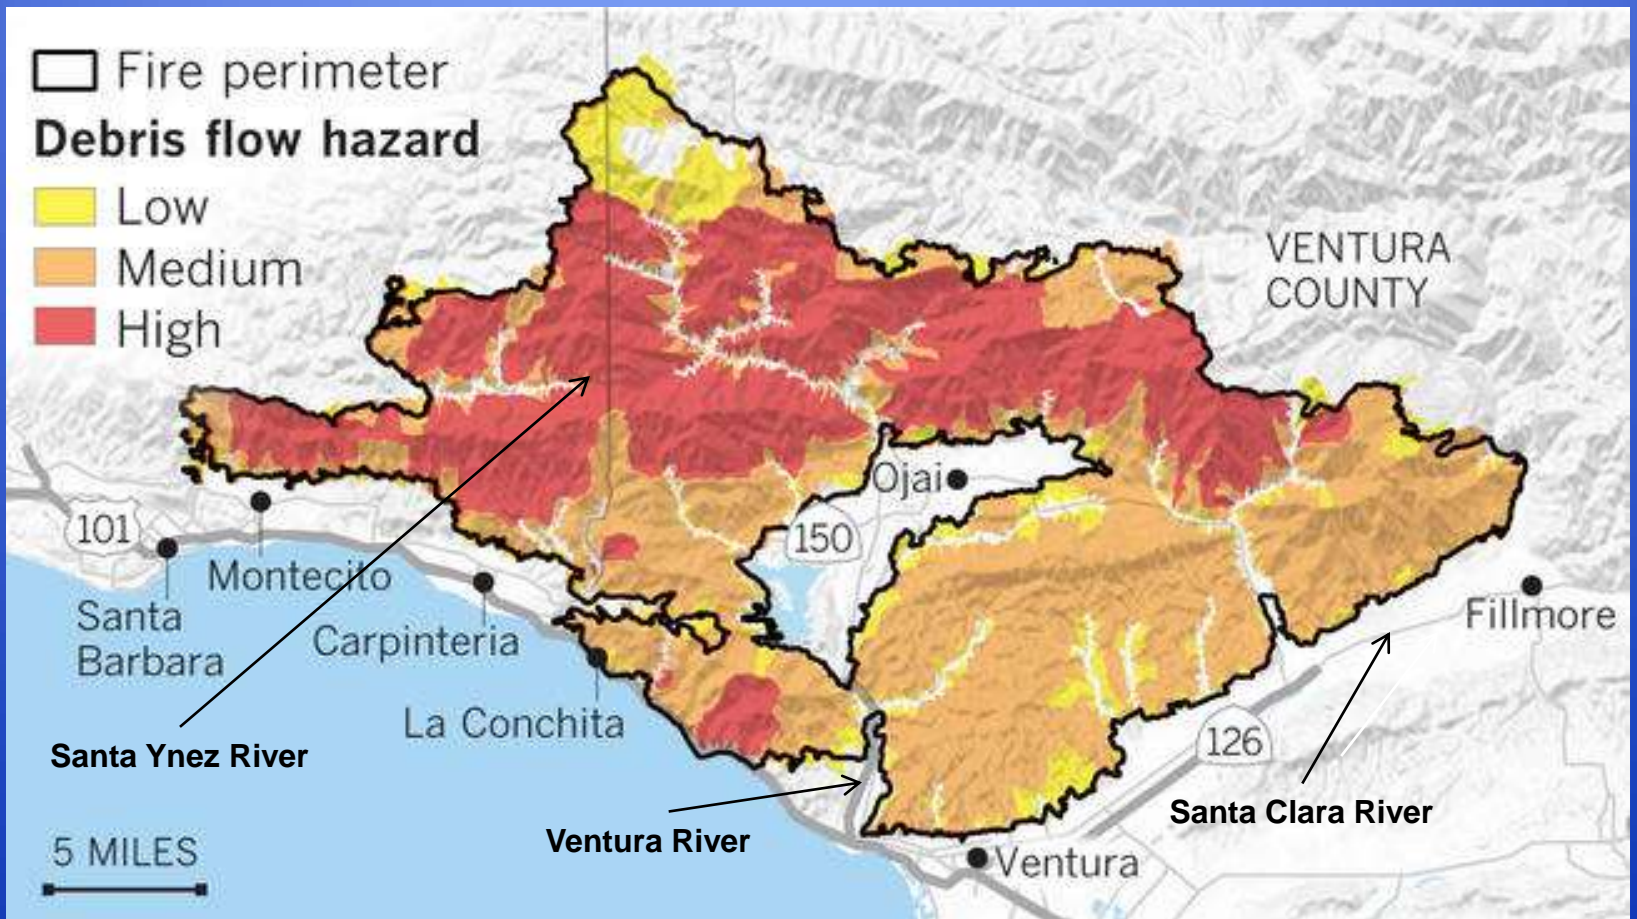 Fire perimeter
Debris flow hazard
Low
Medium
High
VENTURA
COUNTY
Ojai
150
101
Montecito
Santa
Barbara
Carpinteria
Fillmore
La Conchita
Santa Ynez River
126
Santa Clara River
Ventura River
5 MILES
Ventura